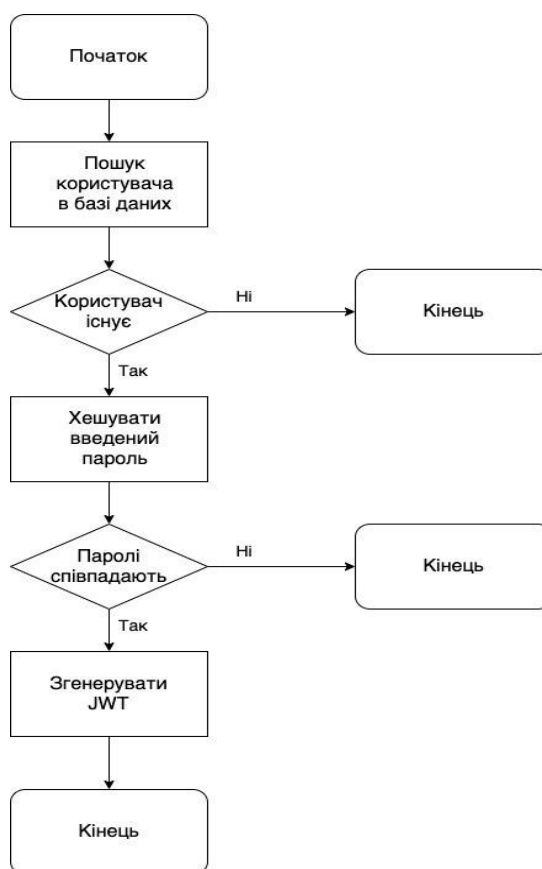 Початок
Пошук
користувача
в базі даних
Користувач
існує
Ні
Кінець
Так
Хешувати
введений
пароль
Паролі
співпадають
Ні
Кінець
Так
Згенерувати
JWT
Кінець